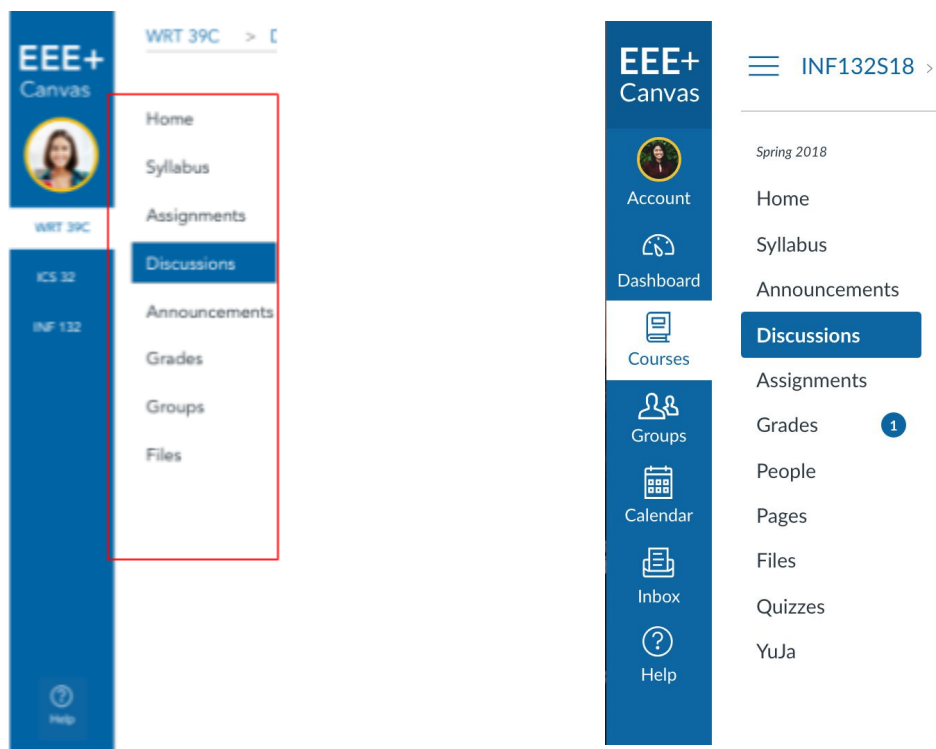 EEE+
Canvas
WRT 39C
ICS 32
INF 132
Help
WRT 39C >
Home
Syllabus
Assignments
Discussions
Announcements
Grades
Groups
Files
EEE+
Canvas
Account
Dashboard
Courses
Groups
Calendar
Inbox
Help
INF132S18 >
Spring 2018
Home
Syllabus
Announcements
Discussions
Assignments
Grades 1
People
Pages
Files
Quizzes
YuJa